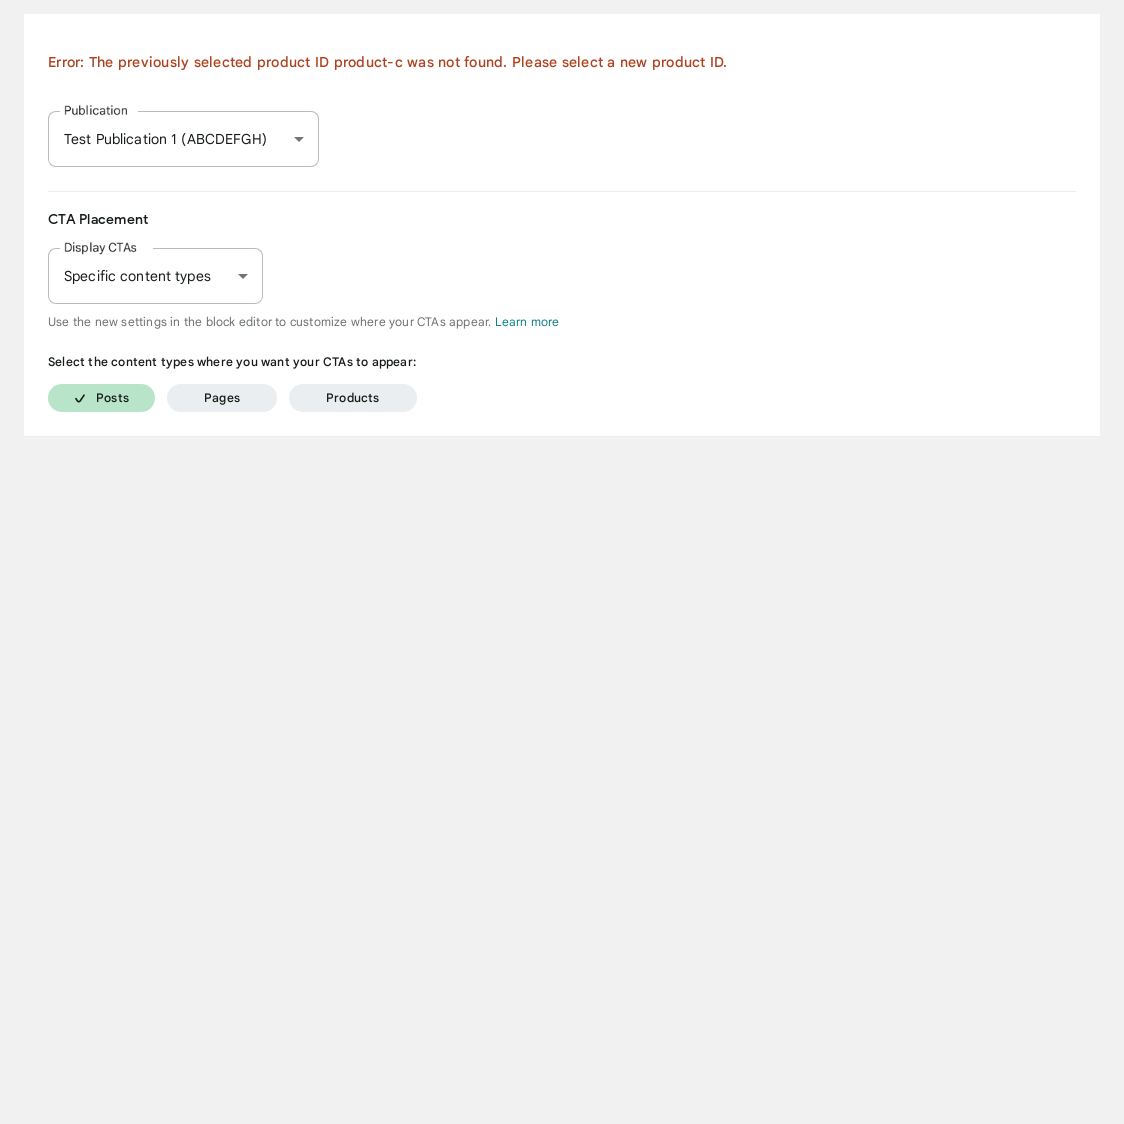 Error: The previously selected product ID product-c was not found. Please select a new product ID.
Publication
Test Publication 1 (ABCDEFGH)
CTA Placement
Display CTAs
Specific content types
Use the new settings in the block editor to customize where your CTAs appear. Learn more
Select the content types where you want your CTAs to appear:
Posts Pages Products